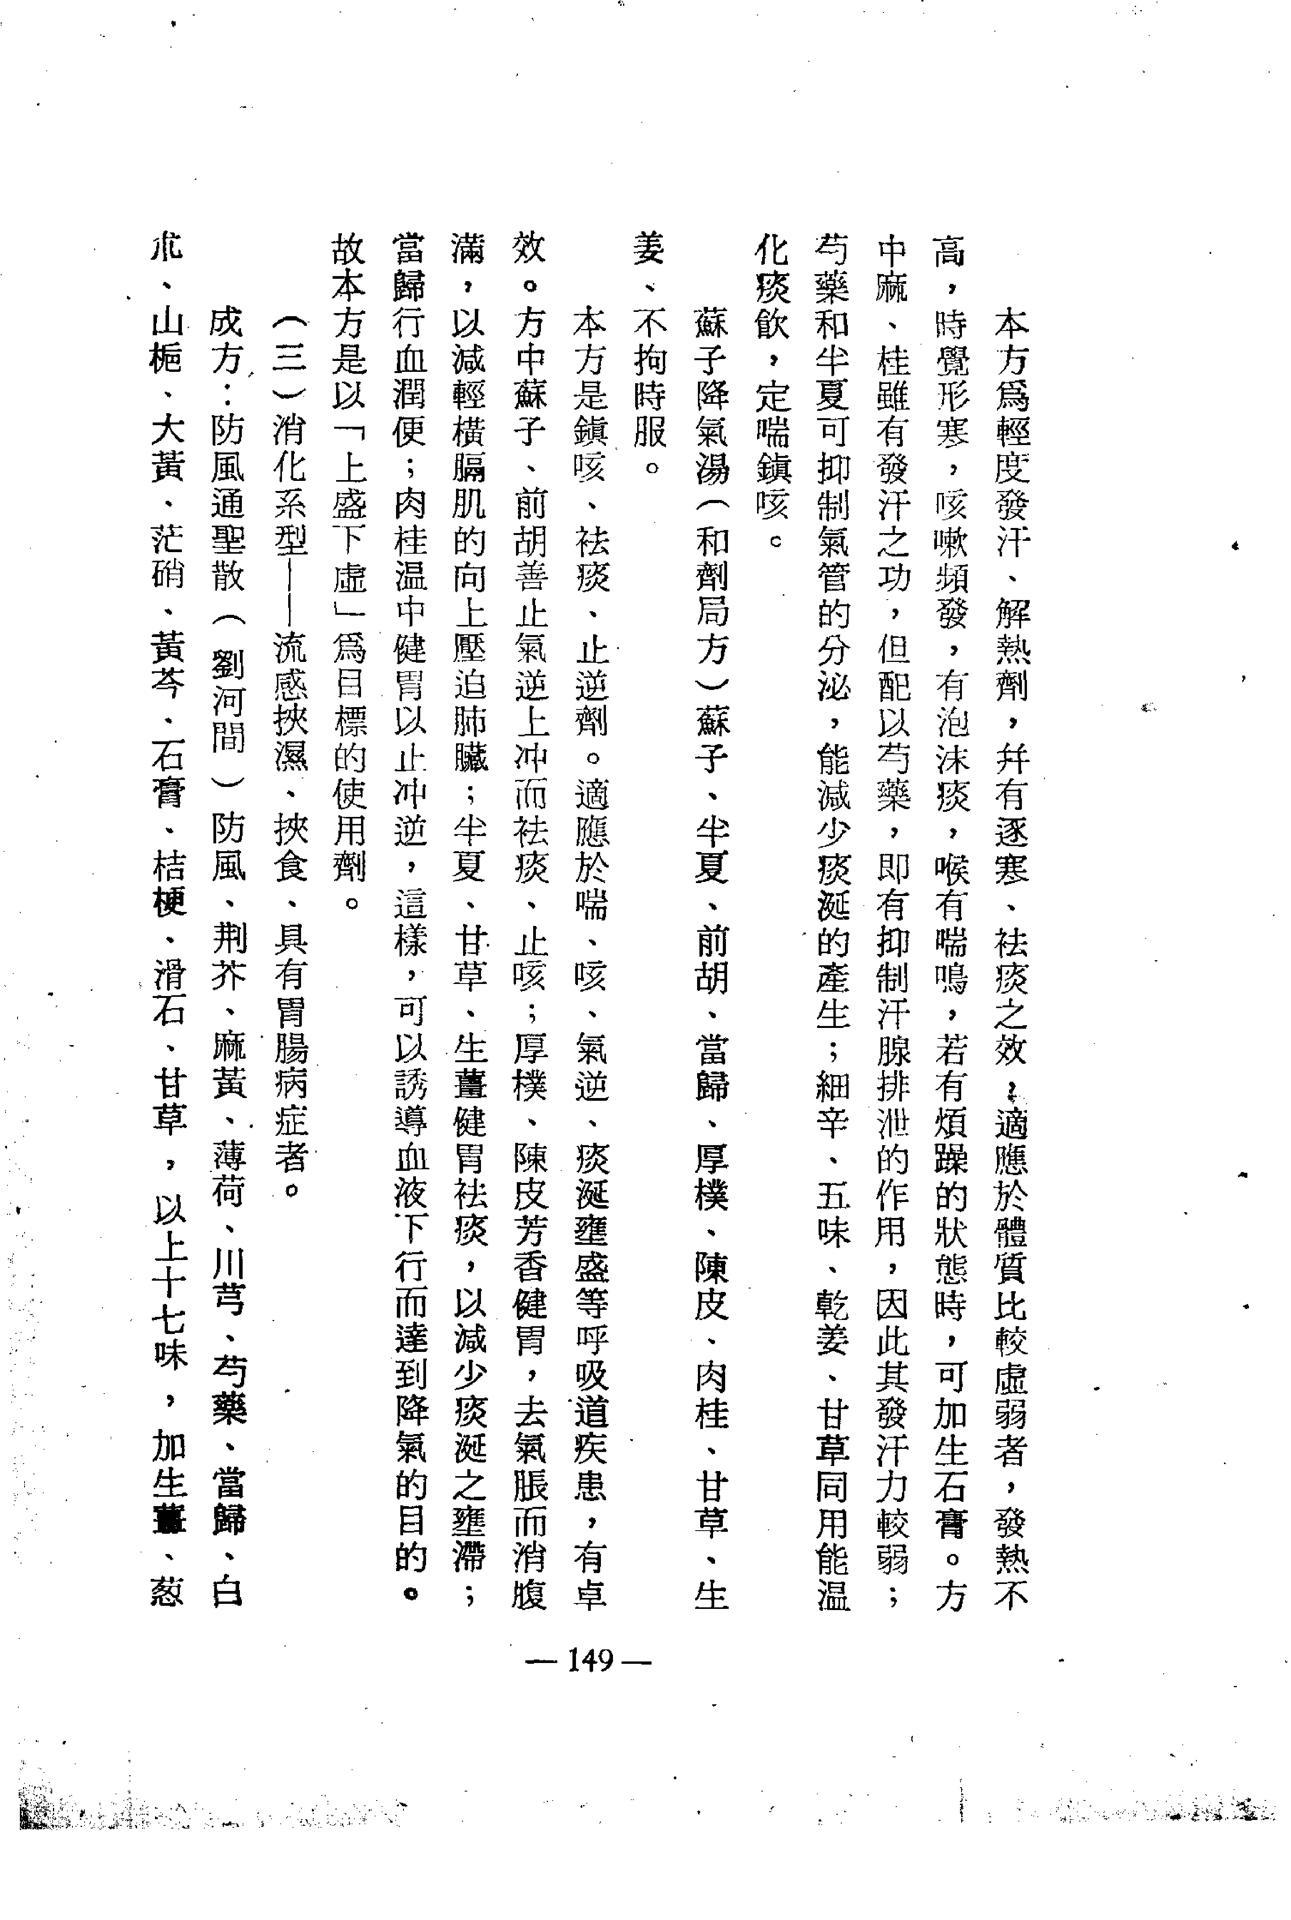 本方爲輕度發汗、解熱劑，幷有逐寒、祛痰之效；適應於體質比較虛弱者，發熱不
高，時覺形寒，咳嗽頻發，有泡沫痰，喉有喘鳴，若有煩躁的狀態時，可加生石膏。方
中麻、桂雖有發汗之功，但配以芍藥，即有抑制汗腺排泄的作用，因此其發汗力較弱；
芍藥和半夏可抑制氣管的分泌，能減少痰涎的產生；細辛、五味、乾姜、甘草同用能温
化痰飲，定喘鎭咳。
蘇子降氣湯（和劑局方）蘇子、半夏、前胡、當歸、厚樸、陳皮、肉桂、甘草、生
姜、不拘時服。
本方是鎭咳、祛痰、止逆劑。適應於喘、咳、氣逆、痰涎壅盛等呼吸道疾患，有卓
效。方中蘇子、前胡善止氣逆上冲而祛痰、止咳；厚樸、陳皮芳香健胃，去氣脹而消腹
滿，以減輕橫膈肌的向上壓迫肺臟；半夏、甘草、生薑健胃祛痰，以減少痰涎之壅滯；
當歸行血潤便；肉桂温中健胃以止冲逆，這樣，可以誘導血液下行而達到降氣的目的。
故本方是以「上盛下虛」爲目標的使用劑。
（三）消化系型——流感挾濕、挾食、具有胃腸病症者。
成方：防風通聖散（劉河間）防風、荆芥、麻黃、薄荷、川芎、芍藥、當歸、白
朮、山梔、大黃、茫硝、黃芩、石膏、桔梗、滑石、甘草，以上十七味，加生薑、葱
— 149 —